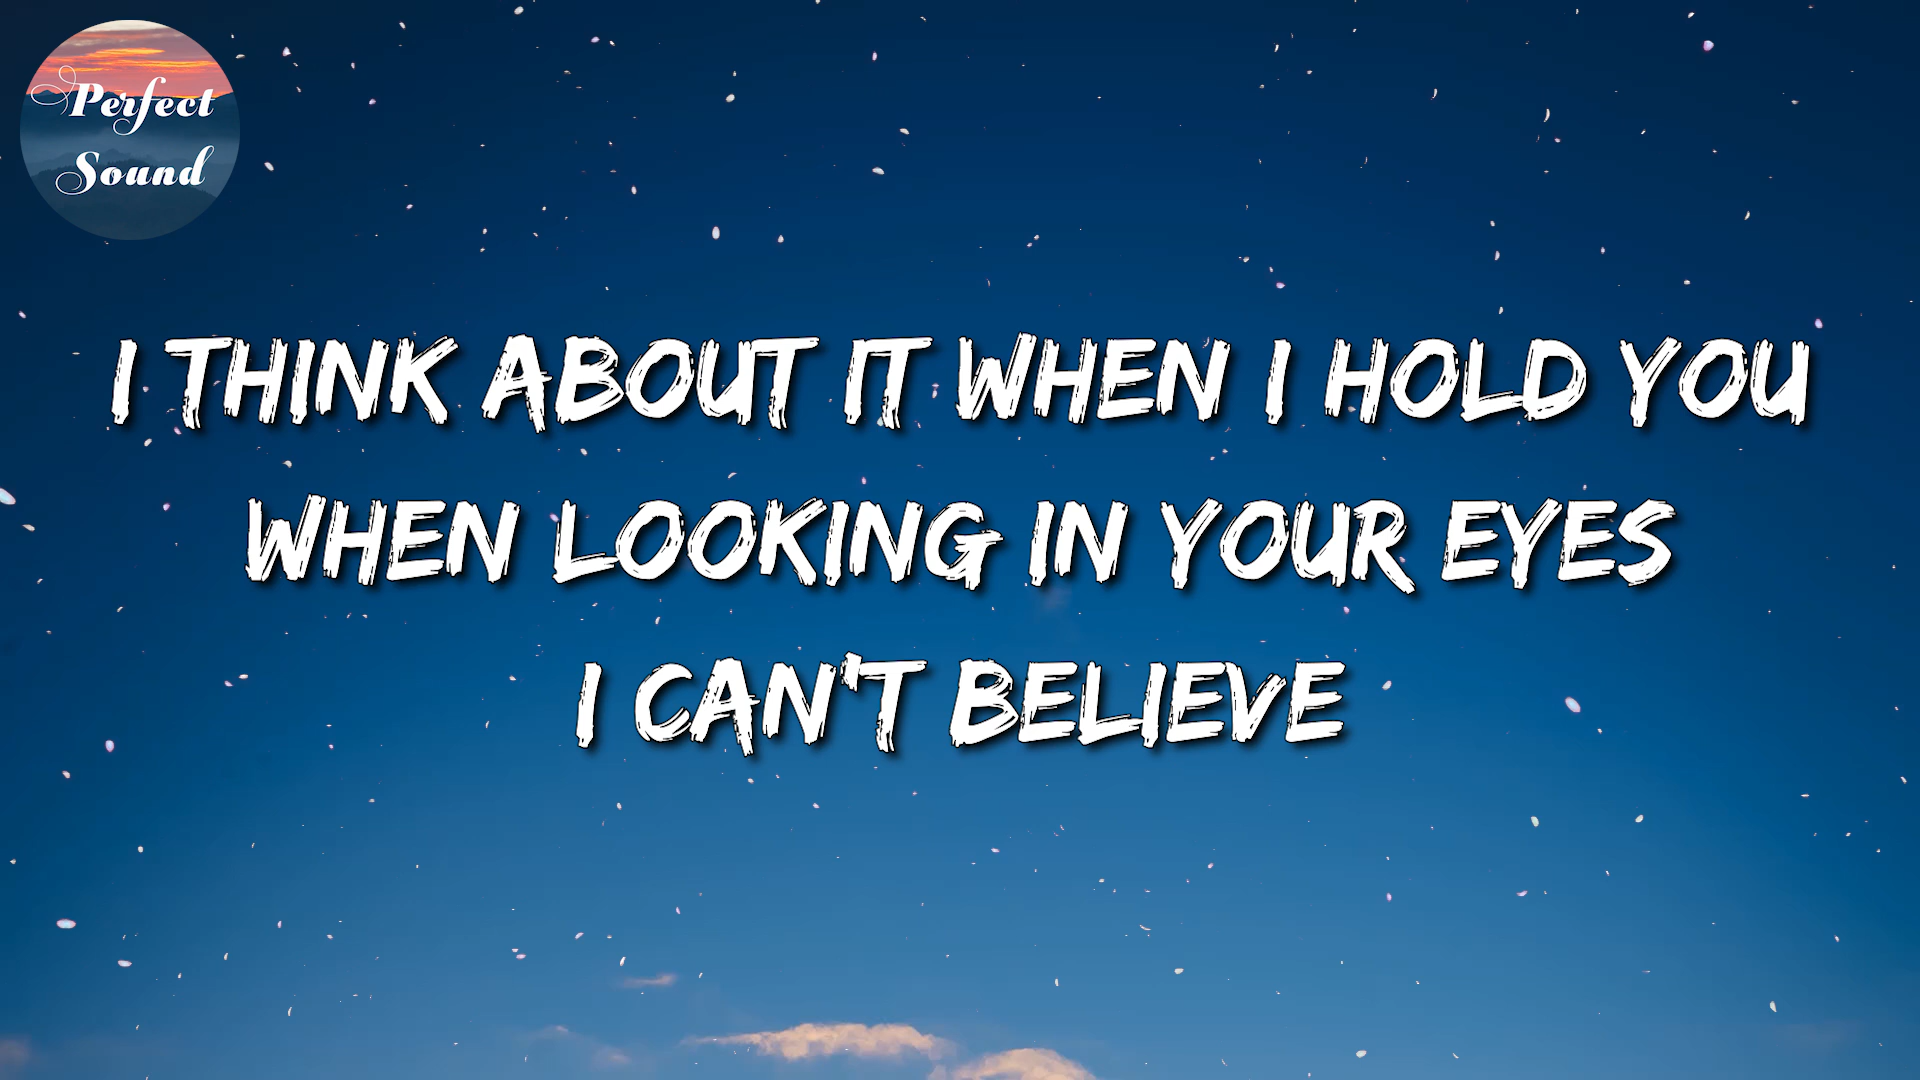 Perfect
Sound
I THINK ABOUT IT WHEN I HOLD YOU
WHEN LOOKING IN YOUR EYES
I CAN'T BELIEVE